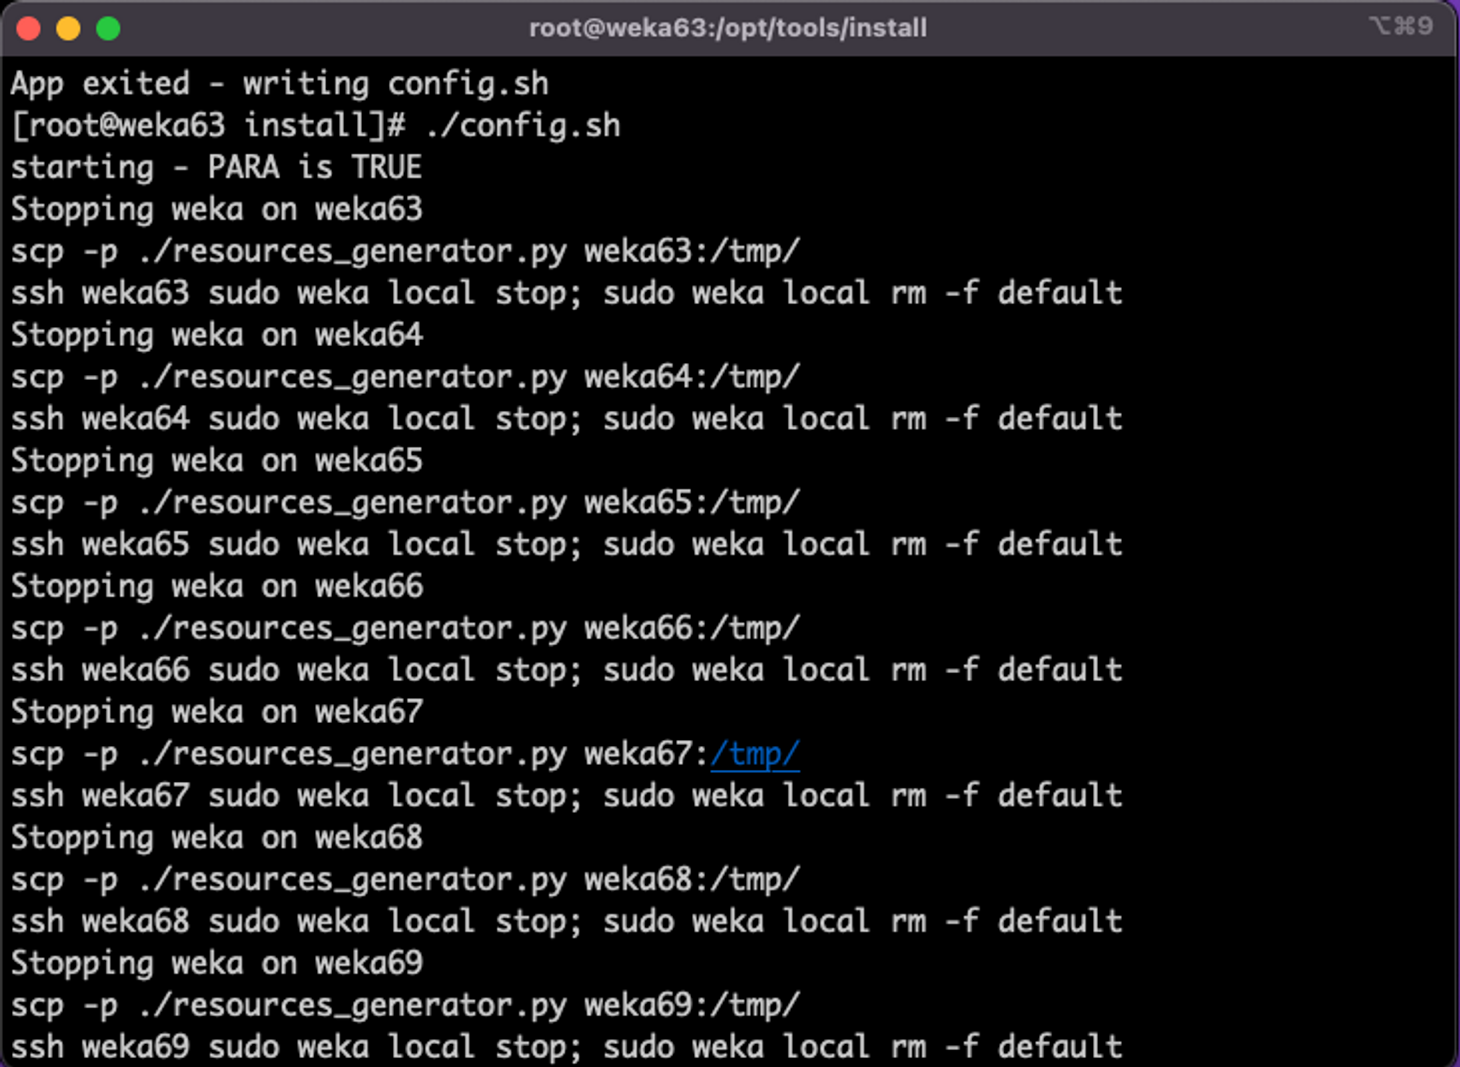 root@weka63:/opt/tools/install
⌥⌘9
App exited - writing config.sh
[root@weka63 install]# ./config.sh
starting - PARA is TRUE
Stopping weka on weka63
scp -p ./resources_generator.py weka63:/tmp/
ssh weka63 sudo weka local stop; sudo weka local rm -f default
Stopping weka on weka64
scp -p ./resources_generator.py weka64:/tmp/
ssh weka64 sudo weka local stop; sudo weka local rm -f default
Stopping weka on weka65
scp -p ./resources_generator.py weka65:/tmp/
ssh weka65 sudo weka local stop; sudo weka local rm -f default
Stopping weka on weka66
scp -p ./resources_generator.py weka66:/tmp/
ssh weka66 sudo weka local stop; sudo weka local rm -f default
Stopping weka on weka67
scp -p ./resources_generator.py weka67:/tmp/
ssh weka67 sudo weka local stop; sudo weka local rm -f default
Stopping weka on weka68
scp -p ./resources_generator.py weka68:/tmp/
ssh weka68 sudo weka local stop; sudo weka local rm -f default
Stopping weka on weka69
scp -p ./resources_generator.py weka69:/tmp/
ssh weka69 sudo weka local stop; sudo weka local rm -f default